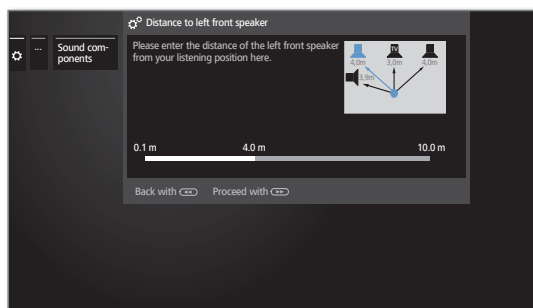 Distance to left front speaker
...
Sound com-
ponents
Please enter the distance of the left front speaker
from your listening position here.
TV
4,0m 3,0m 4,0m
3,9m
0.1 m 4.0 m 10.0 m
Back with Proceed with